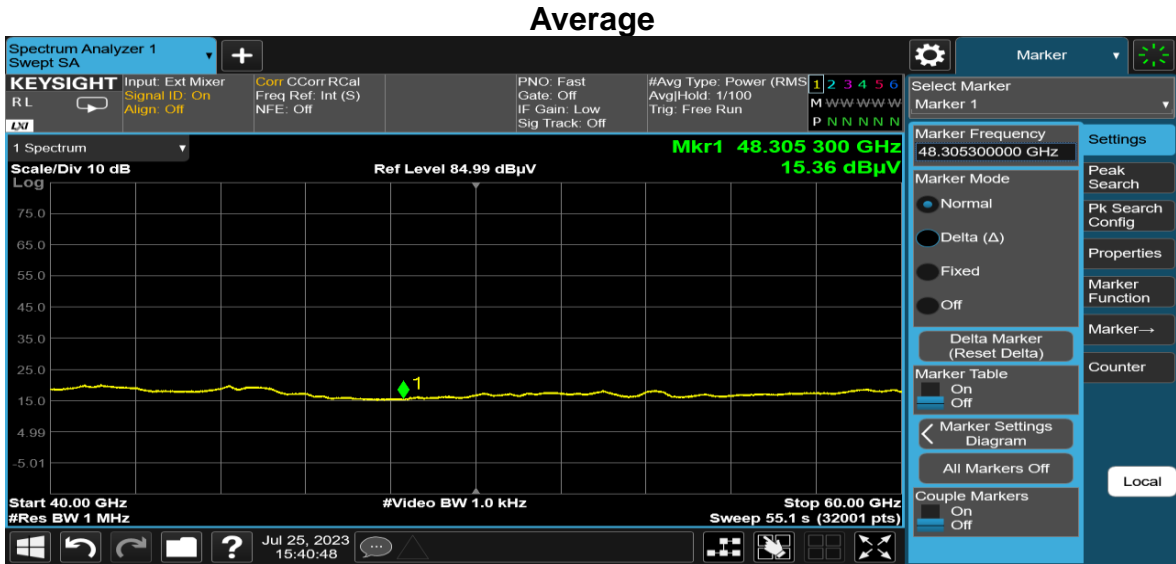 Average
Spectrum Analyzer 1
Swept SA
Marker
KEYSIGHT
RL
LXI
Input: Ext Mixer
Signal ID: On
Align: Off
Corr CCorr RCal
Freq Ref: Int (S)
NFE: Off
PNO: Fast
Gate: Off
IF Gain: Low
Sig Track: Off
#Avg Type: Power (RMS
Avg|Hold: 1/100
Trig: Free Run
1 2 3 4 5 6
M W W W W W
P N N N N N
1 Spectrum
Mkr1 48.305 300 GHz
Scale/Div 10 dB
Ref Level 84.99 dBµV
15.36 dBµV
Log
75.0
65.0
55.0
45.0
35.0
25.0
15.0
4.99
-5.01
1
Start 40.00 GHz
#Video BW 1.0 kHz
Stop 60.00 GHz
#Res BW 1 MHz
Sweep 55.1 s (32001 pts)
?
Jul 25, 2023
15:40:48
Select Marker
Marker 1
Marker Frequency
48.305300000 GHz
Marker Mode
Normal
Delta (Δ)
Fixed
Off
Delta Marker
(Reset Delta)
Marker Table
On
Off
Marker Settings
Diagram
All Markers Off
Couple Markers
On
Off
Settings
Peak
Search
Pk Search
Config
Properties
Marker
Function
Marker→
Counter
Local